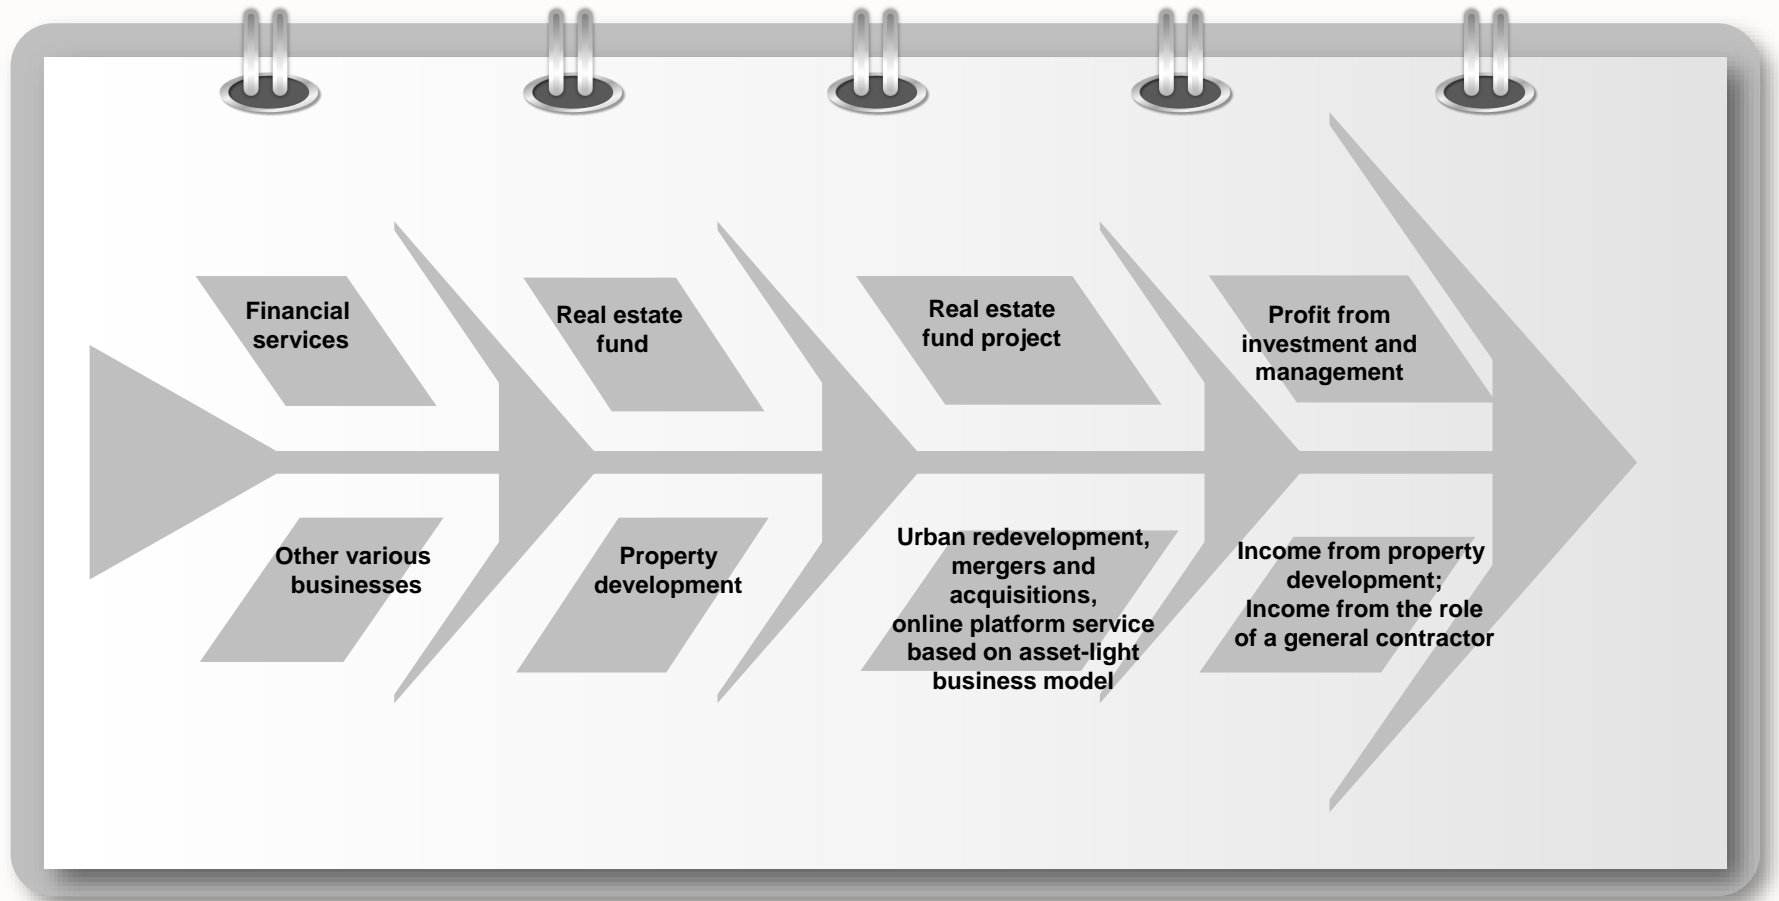 Financial
services
Real estate
fund
Real estate
fund project
Profit from
investment and
management
Other various
businesses
Property
development
Urban redevelopment,
mergers and
acquisitions,
online platform service
based on asset-light
business model
Income from property
development;
Income from the role
of a general contractor